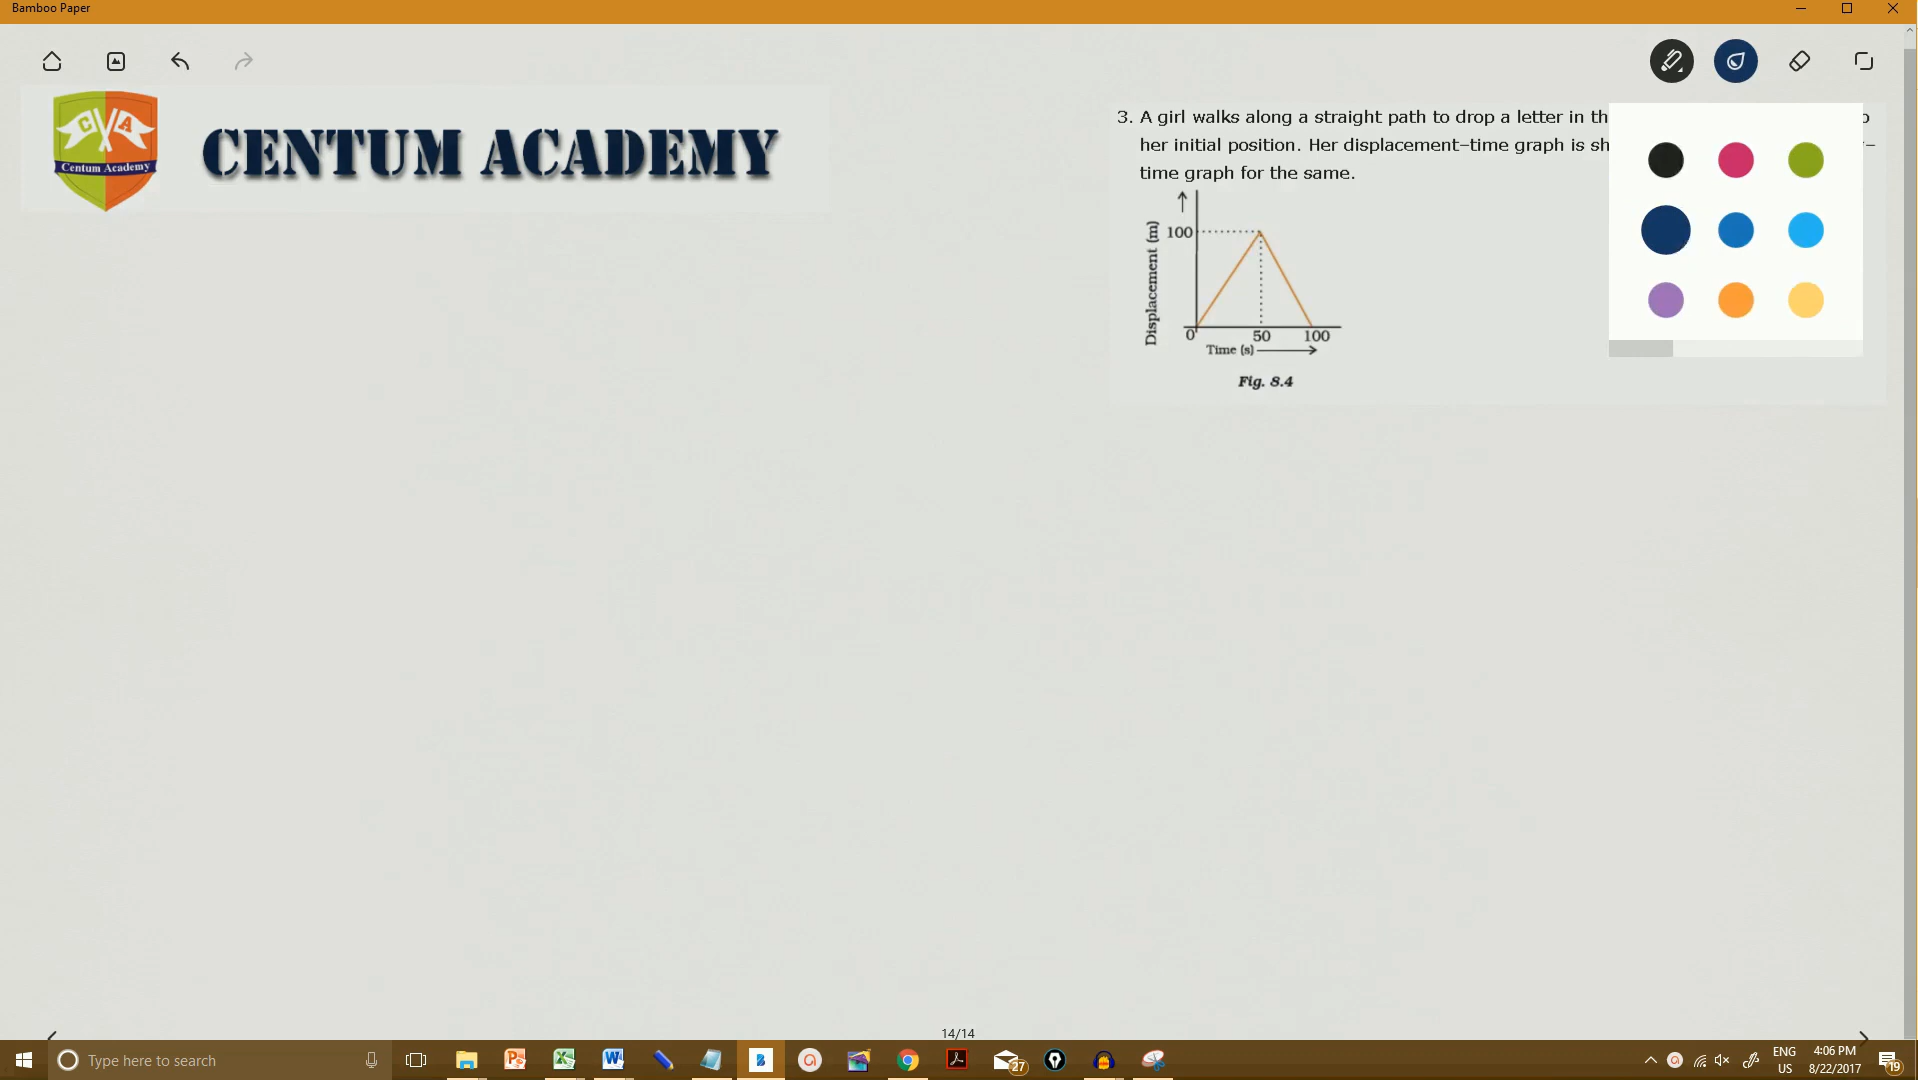 Bamboo Paper
C A
Centum Academy
CENTUM ACADEMY
3. A girl walks along a straight path to drop a letter in th
her initial position. Her displacement–time graph is sh
time graph for the same.
Displacement (m)
100
0 50 100
Time (s)
Fig. 8.4
14/14
Type here to search
27
ENG
US
4:06 PM
8/22/2017
19